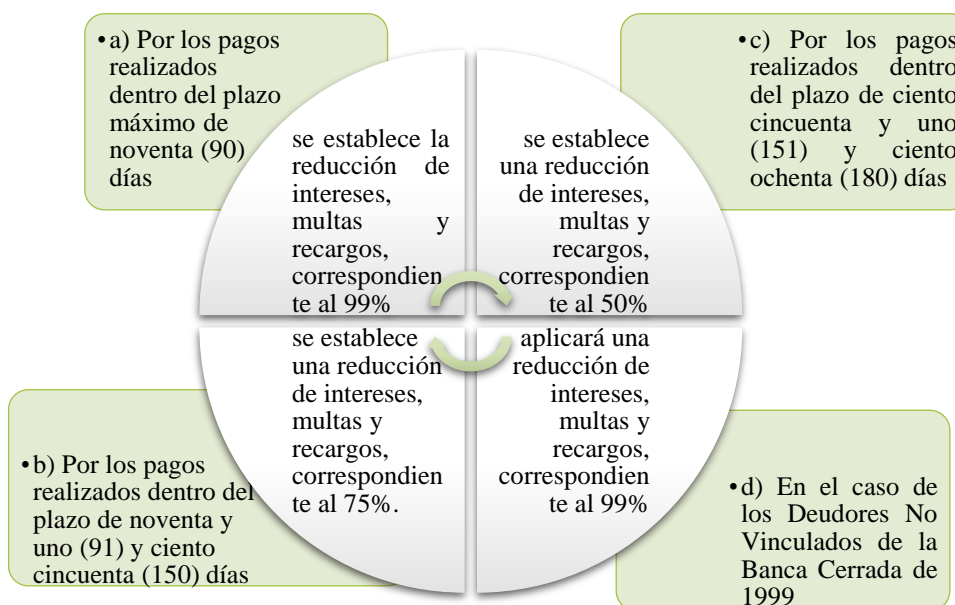 •a) Por los pagos
realizados
dentro del plazo
máximo de
noventa (90)
días
se establece la
reducción de
intereses,
multas y
recargos,
correspondien
te al 99%
•c) Por los pagos
realizados dentro
del plazo de ciento
cincuenta y uno
(151) y ciento
ochenta (180) días
se establece
una reducción
de intereses,
multas y
recargos,
correspondien
te al 50%
•b) Por los pagos
realizados dentro del
plazo de noventa y
uno (91) y ciento
cincuenta (150) días
se establece
una reducción
de intereses,
multas y
recargos,
correspondien
te al 75%.
•d) En el caso de
los Deudores No
Vinculados de la
Banca Cerrada de
1999
aplicará una
reducción de
intereses,
multas y
recargos,
correspondien
te al 99%